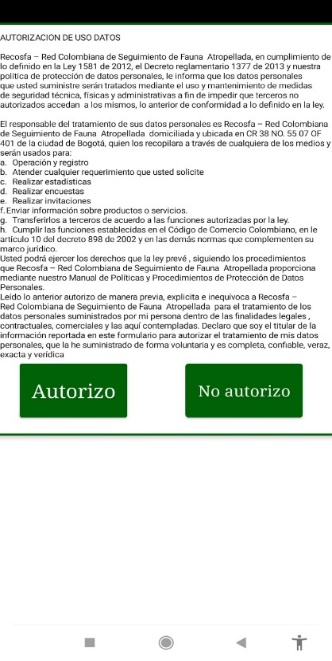 AUTORIZACION DE USO DATOS
Recosfa – Red Colombiana de Seguimiento de Fauna Atropellada, en cumplimiento de
lo definido en la Ley 1581 de 2012, el Decreto reglamentario 1377 de 2013 y nuestra
política de protección de datos personales, le informa que los datos personales
que usted suministre serán tratados mediante el uso y mantenimiento de medidas
de seguridad técnica, físicas y administrativas a fin de impedir que terceros no
autorizados accedan a los mismos, lo anterior de conformidad a lo definido en la ley.
El responsable del tratamiento de sus datos personales es Recosfa – Red Colombiana
de Seguimiento de Fauna Atropellada domiciliada y ubicada en CR 38 NO. 55 07 OF
401 de la ciudad de Bogotá, quien los recopilara a través de cualquiera de los medios y
serán usados para:
a. Operación y registro
b. Atender cualquier requerimiento que usted solicite
c. Realizar estadísticas
d. Realizar encuestas
e. Realizar invitaciones
f. Enviar información sobre productos o servicios.
g. Transferirlos a terceros de acuerdo a las funciones autorizadas por la ley.
h. Cumplir las funciones establecidas en el Código de Comercio Colombiano, en le
artículo 10 del decreto 898 de 2002 y en las demás normas que complementen su
marco jurídico.
Usted podrá ejercer los derechos que la ley prevé , siguiendo los procedimientos
que Recosfa – Red Colombiana de Seguimiento de Fauna Atropellada proporciona
mediante nuestro Manual de Políticas y Procedimientos de Protección de Datos
Personales.
Leído lo anterior autorizo de manera previa, explicita e inequívoca a Recosfa –
Red Colombiana de Seguimiento de Fauna Atropellada para el tratamiento de los
datos personales suministrados por mi persona dentro de las finalidades legales ,
contractuales, comerciales y las aquí contempladas. Declaro que soy el titular de la
información reportada en este formulario para autorizar el tratamiento de mis datos
personales, que la he suministrado de forma voluntaria y es completa, confiable, veraz,
exacta y verídica
Autorizo
No autorizo